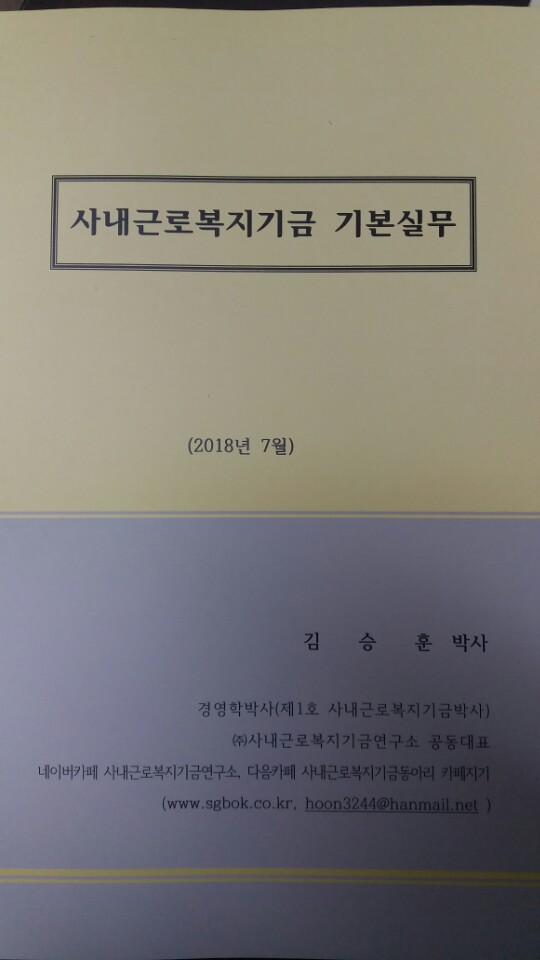 사내근로복지기금 기본실무
(2018년 7월)
김 승 훈 박사
경영학박사(제1호 사내근로복지기금박사)
㈜사내근로복지기금연구소 공동대표
네이버카페 사내근로복지기금연구소, 다음카페 사내근로복지기금동아리 카페지기
(www.sgbok.co.kr, hoon3244@hanmail.net )